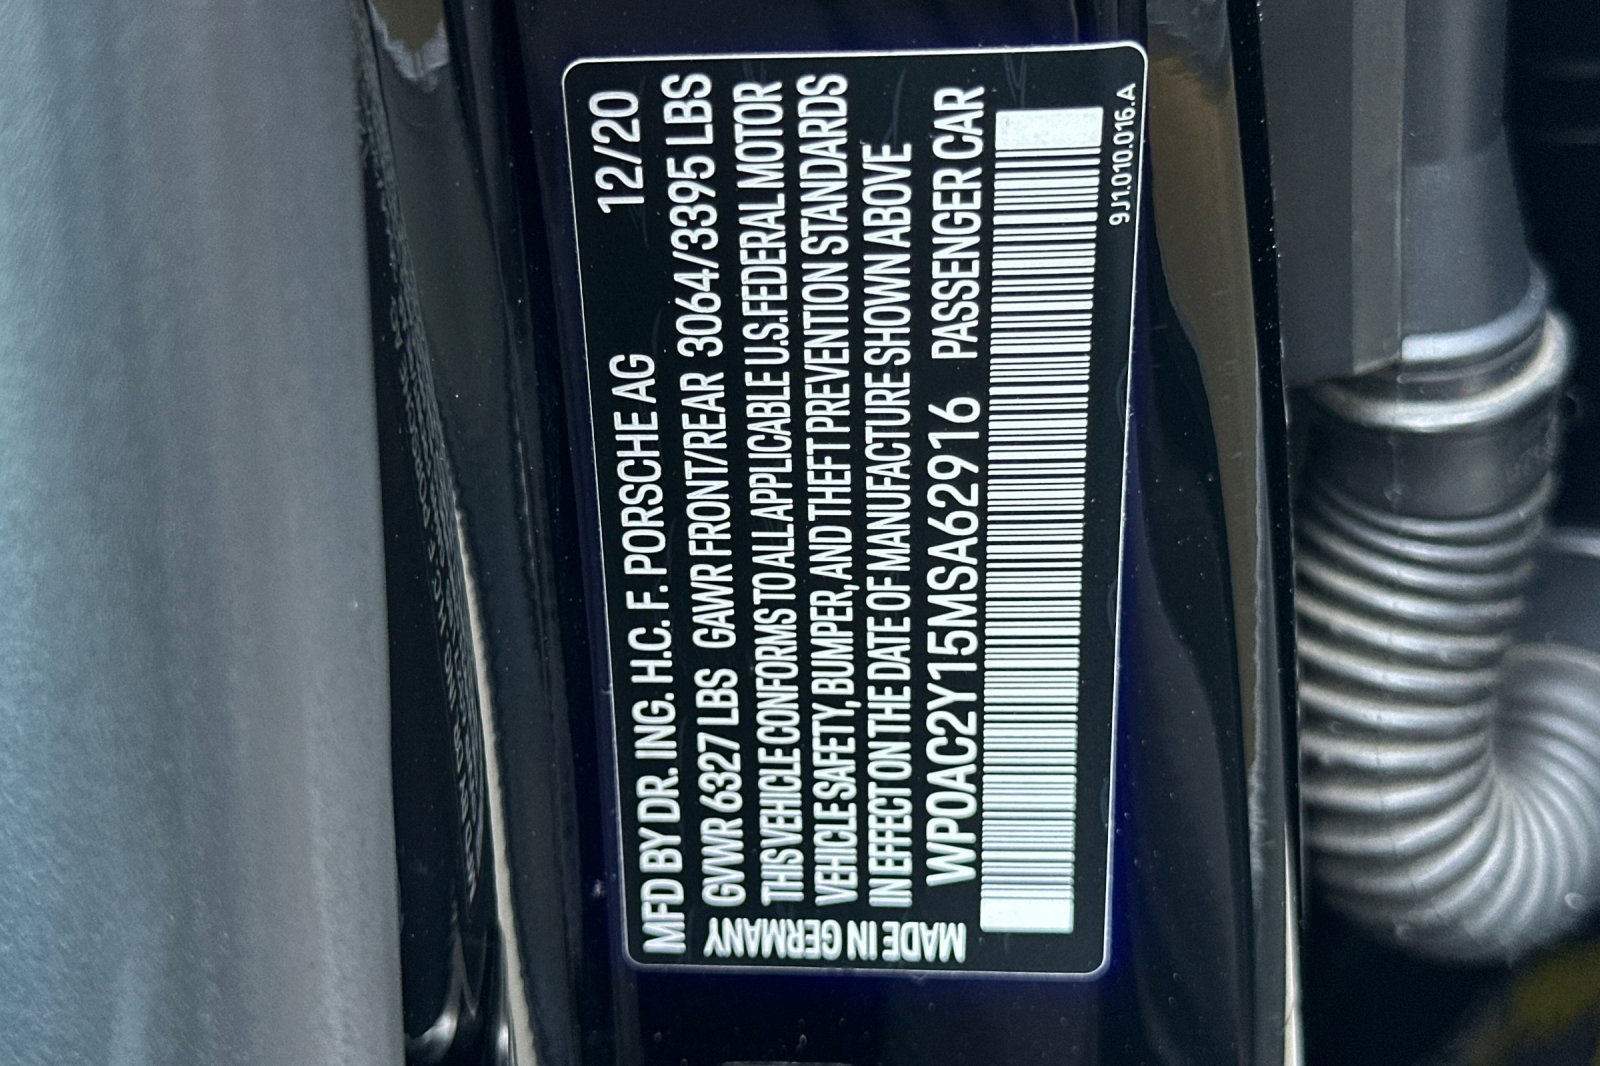 MFD BY DR. ING. H.C. F. PORSCHE AG 12/20
GVWR 6327 LBS GAWR FRONT/REAR 3064/3395 LBS
THIS VEHICLE CONFORMS TO ALL APPLICABLE U.S. FEDERAL MOTOR
VEHICLE SAFETY, BUMPER, AND THEFT PREVENTION STANDARDS
IN EFFECT ON THE DATE OF MANUFACTURE SHOWN ABOVE
WP0AC2Y15MSA62916 PASSENGER CAR
MADE IN GERMANY
9J1.010.016.A